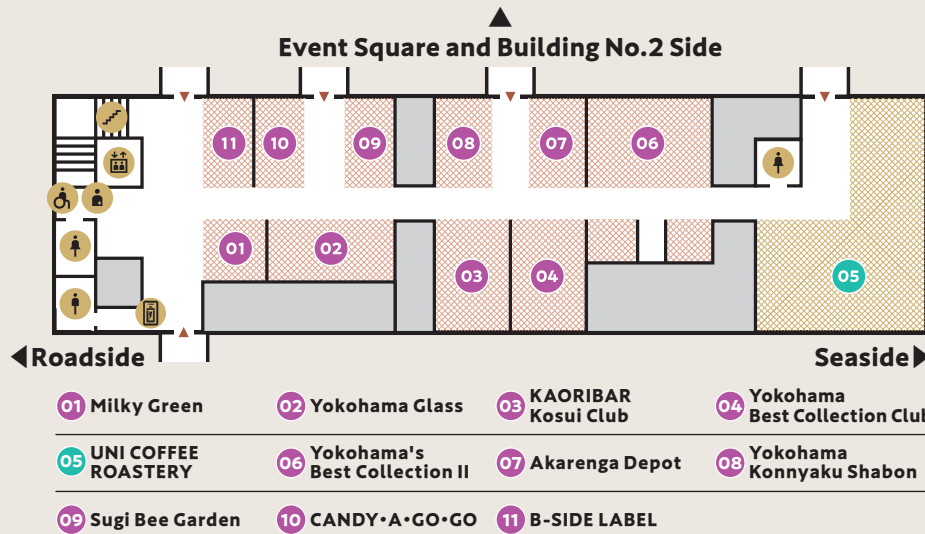 Event Square and Building No.2 Side
11
10
09
08
07
06
01
02
03
04
05
Roadside
Seaside
01 Milky Green
02 Yokohama Glass
03 KAORIBAR
Kosui Club
04 Yokohama
Best Collection Club
05 UNI COFFEE
ROASTERY
06 Yokohama's
Best Collection II
07 Akarenga Depot
08 Yokohama
Konnyaku Shabon
09 Sugi Bee Garden
10 CANDY・A・GO・GO
11 B-SIDE LABEL